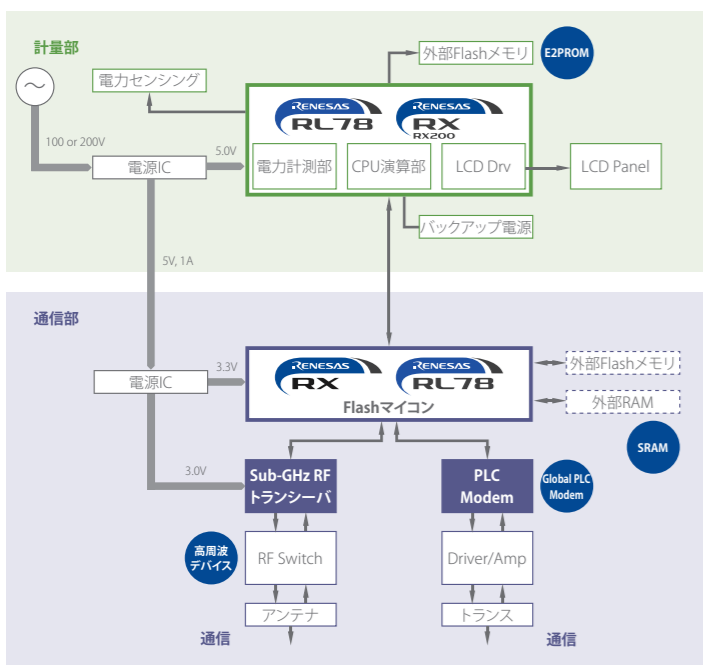 計量部
外部Flashメモリ
E2PROM
電力センシング
RENESAS
RL78
RENESAS
RX
RX200
100 or 200V
電源IC
5.0V
電力計測部
CPU演算部
LCD Drv
LCD Panel
バックアップ電源
5V, 1A
通信部
電源IC
3.3V
RENESAS
RX
RENESAS
RL78
Flashマイコン
外部Flashメモリ
外部RAM
SRAM
3.0V
Sub-GHz RF
トランシーバ
PLC
Modem
Global PLC
Modem
高周波
デバイス
RF Switch
Driver/Amp
アンテナ
トランス
通信
通信